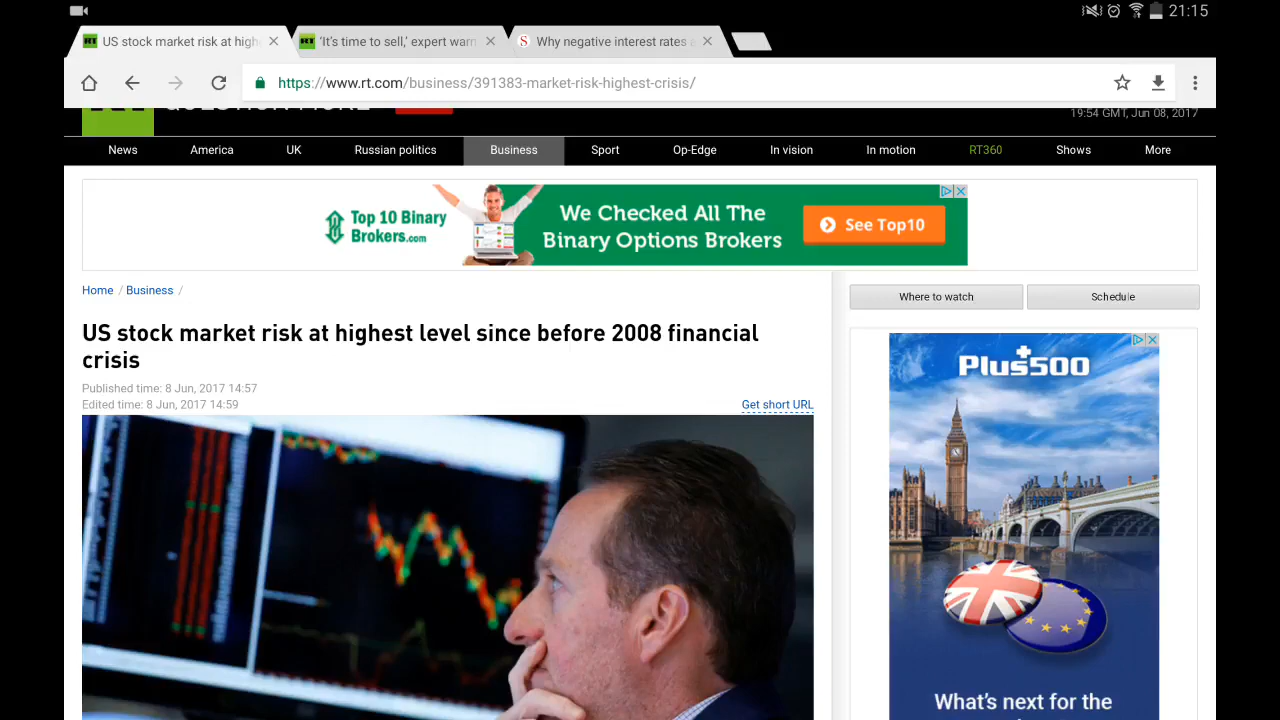 21:15
US stock market risk at high
'It's time to sell,' expert warn
Why negative interest rates
https://www.rt.com/business/391383-market-risk-highest-crisis/
19:54 GMT, Jun 08, 2017
News America UK Russian politics Business Sport Op-Edge In vision In motion RT360 Shows More
Top 10 Binary
Brokers.com
We Checked All The
Binary Options Brokers
See Top10
Home / Business /
Where to watch
Schedule
US stock market risk at highest level since before 2008 financial
crisis
Published time: 8 Jun, 2017 14:57
Edited time: 8 Jun, 2017 14:59
Get short URL
Plus500
What's next for the